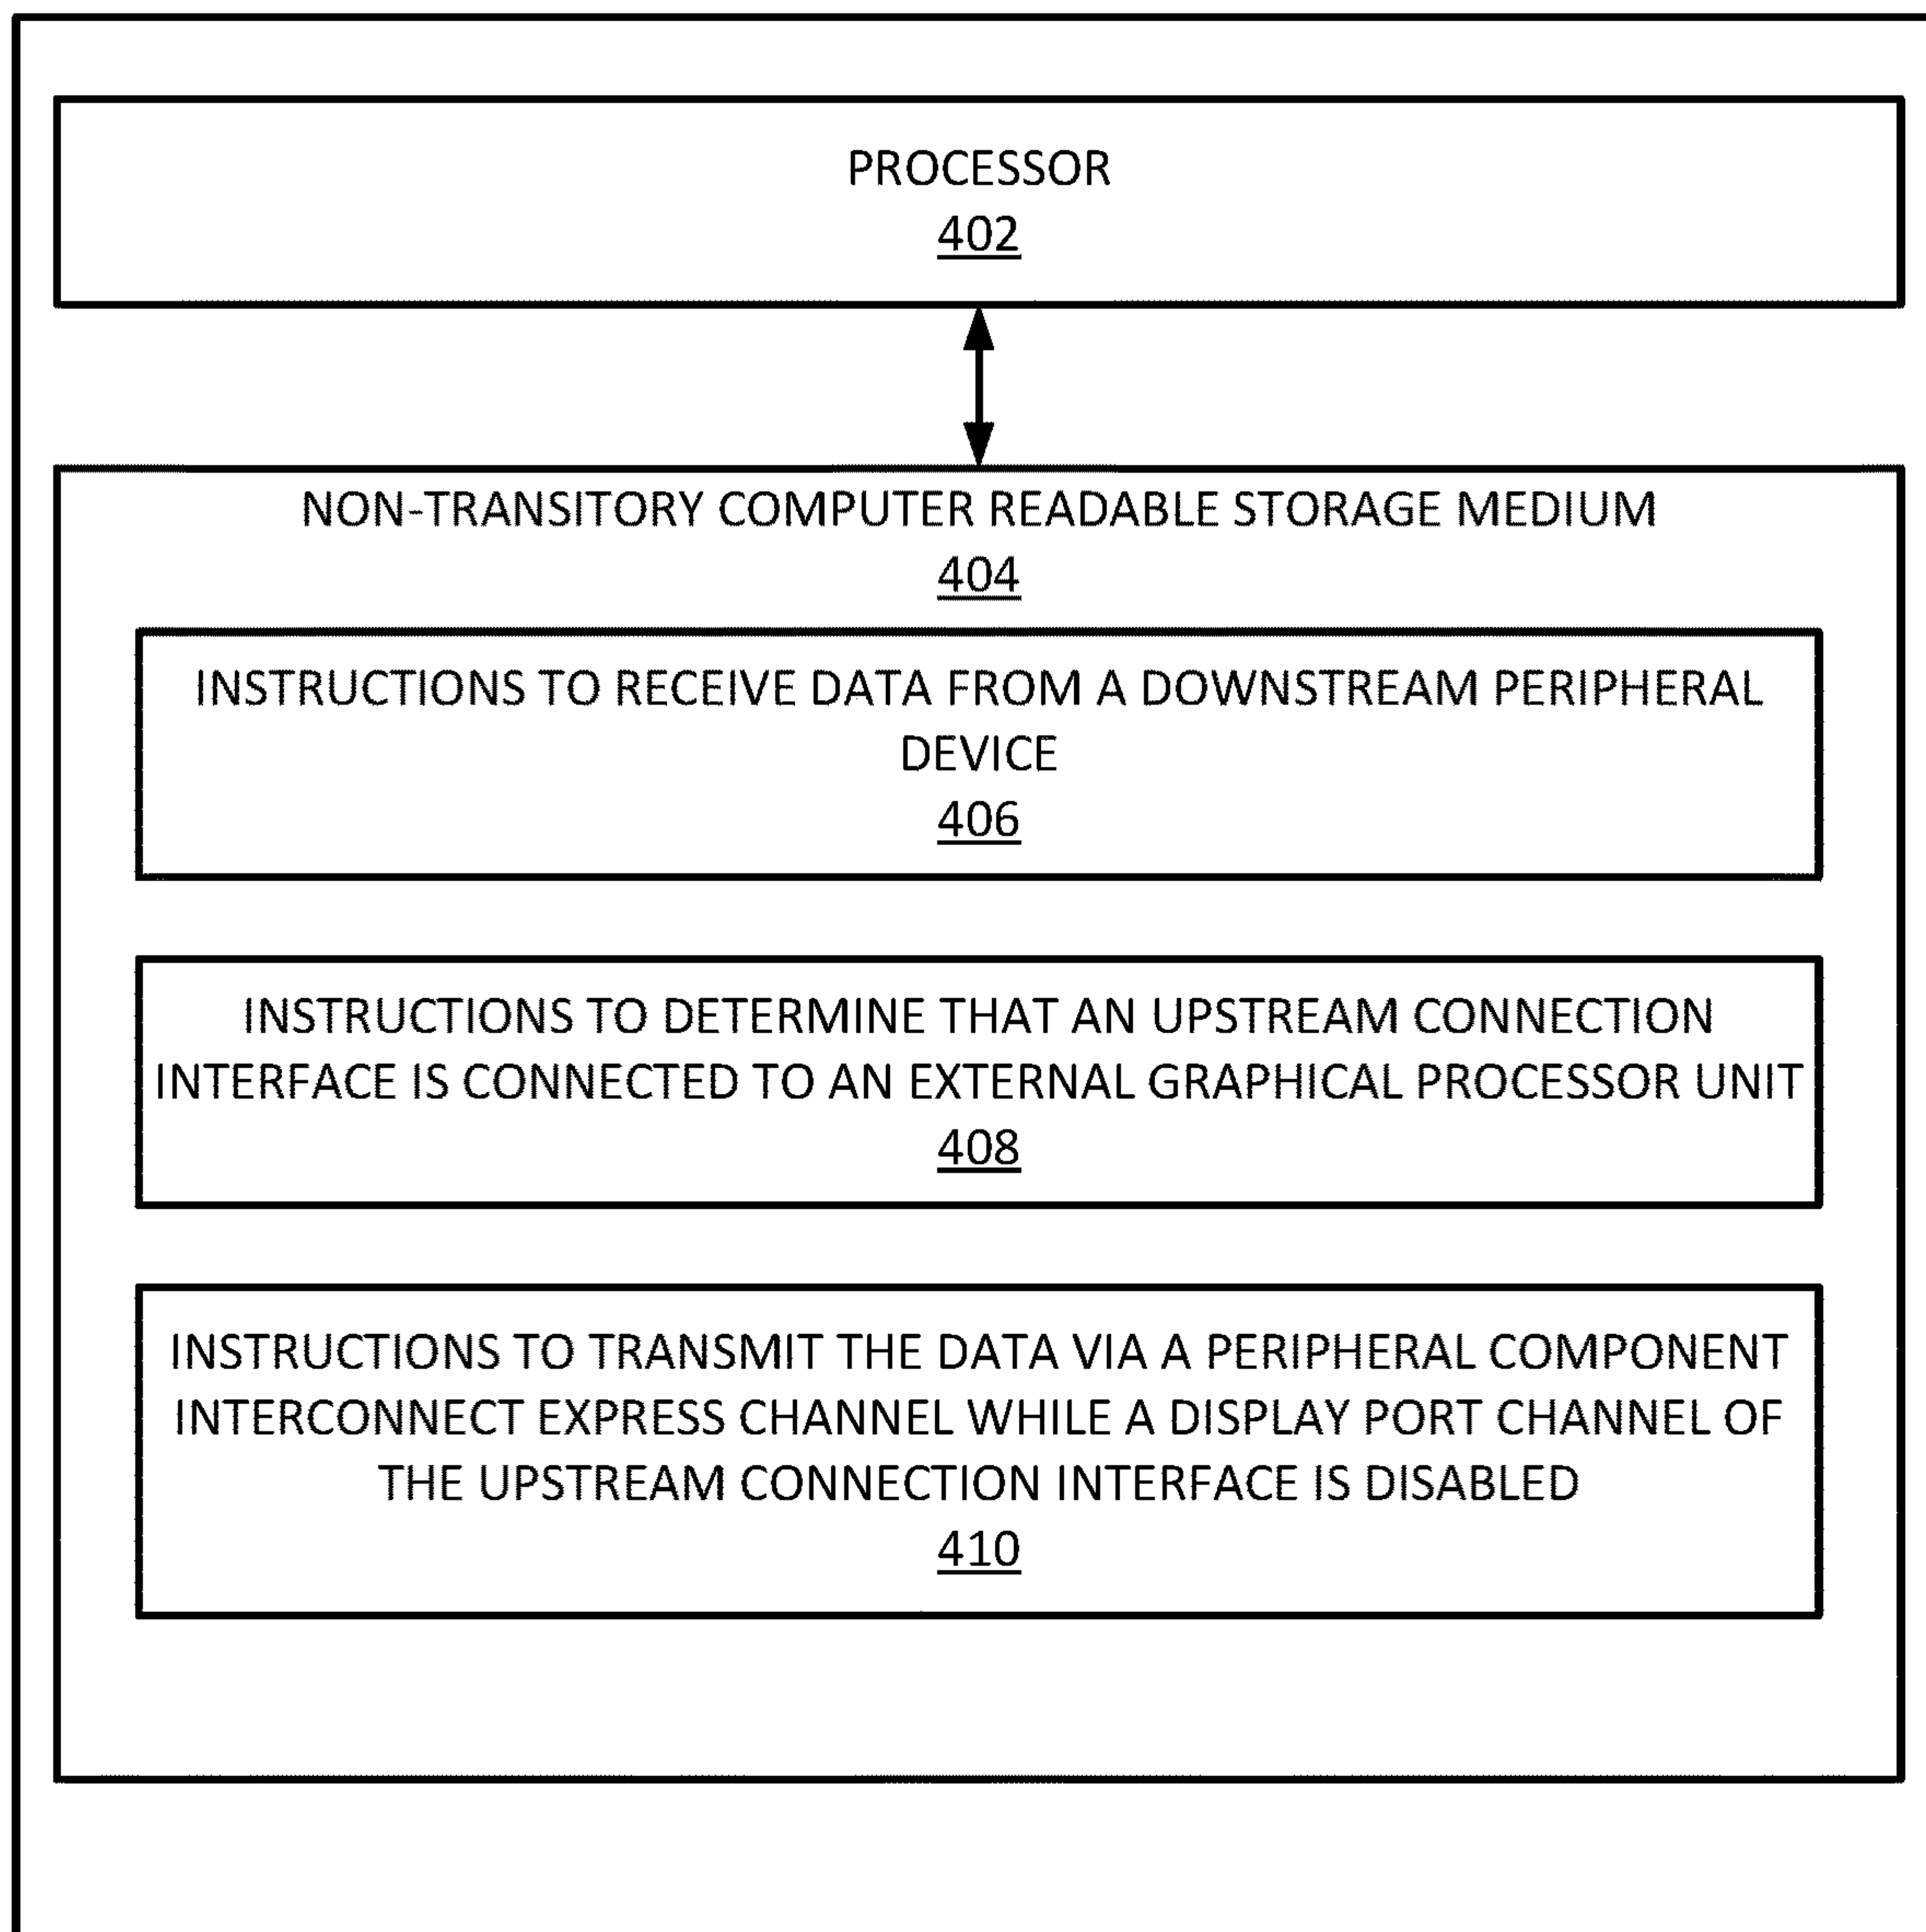 PROCESSOR
402
NON-TRANSITORY COMPUTER READABLE STORAGE MEDIUM
404
INSTRUCTIONS TO RECEIVE DATA FROM A DOWNSTREAM PERIPHERAL
DEVICE
406
INSTRUCTIONS TO DETERMINE THAT AN UPSTREAM CONNECTION
INTERFACE IS CONNECTED TO AN EXTERNAL GRAPHICAL PROCESSOR UNIT
408
INSTRUCTIONS TO TRANSMIT THE DATA VIA A PERIPHERAL COMPONENT
INTERCONNECT EXPRESS CHANNEL WHILE A DISPLAY PORT CHANNEL OF
THE UPSTREAM CONNECTION INTERFACE IS DISABLED
410